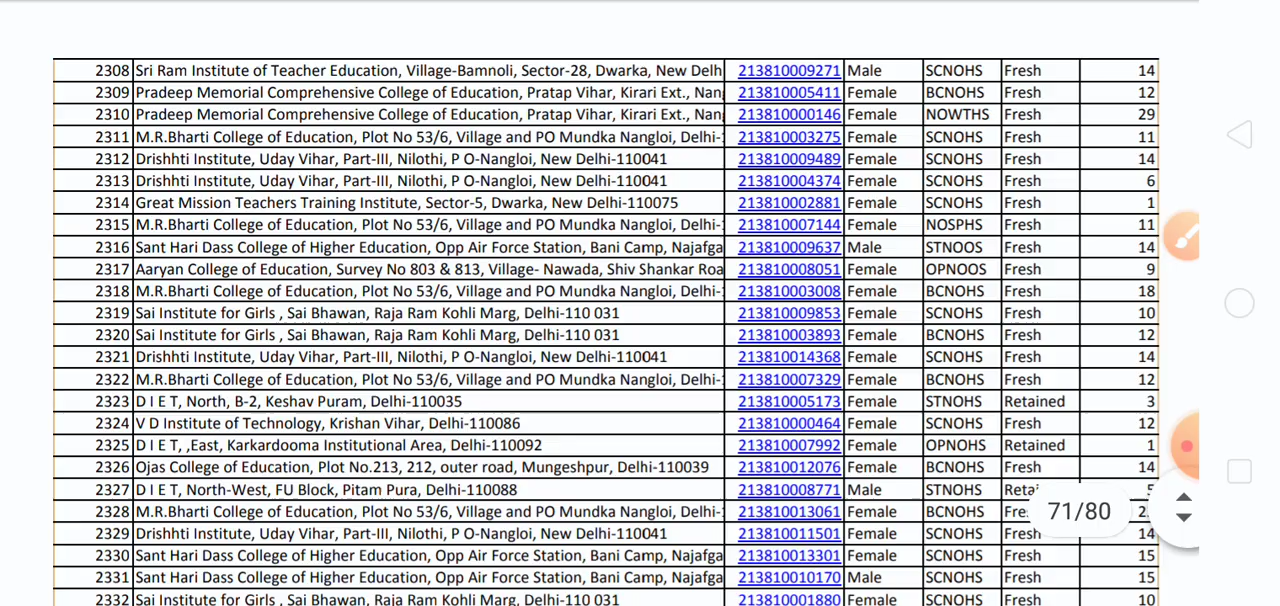 2308 Sri Ram Institute of Teacher Education, Village-Bamnoli, Sector-28, Dwarka, New Delh 213810009271 Male SCNOHS Fresh 14
2309 Pradeep Memorial Comprehensive College of Education, Pratap Vihar, Kirari Ext., Nan 213810005411 Female BCNOHS Fresh 12
2310 Pradeep Memorial Comprehensive College of Education, Pratap Vihar, Kirari Ext., Nan 213810000146 Female NOWTHS Fresh 29
2311 M.R.Bharti College of Education, Plot No 53/6, Village and PO Mundka Nangloi, Delhi- 213810003275 Female SCNOHS Fresh 11
2312 Drishhti Institute, Uday Vihar, Part-III, Nilothi, P O-Nangloi, New Delhi-110041 213810009489 Female SCNOHS Fresh 14
2313 Drishhti Institute, Uday Vihar, Part-III, Nilothi, P O-Nangloi, New Delhi-110041 213810004374 Female SCNOHS Fresh 6
2314 Great Mission Teachers Training Institute, Sector-5, Dwarka, New Delhi-110075 213810002881 Female SCNOHS Fresh 1
2315 M.R.Bharti College of Education, Plot No 53/6, Village and PO Mundka Nangloi, Delhi- 213810007144 Female NOSPHS Fresh 11
2316 Sant Hari Dass College of Higher Education, Opp Air Force Station, Bani Camp, Najafga 213810009637 Male STNOOS Fresh 14
2317 Aaryan College of Education, Survey No 803 & 813, Village- Nawada, Shiv Shankar Roa 213810008051 Female OPNOOS Fresh 9
2318 M.R.Bharti College of Education, Plot No 53/6, Village and PO Mundka Nangloi, Delhi- 213810003008 Female BCNOHS Fresh 18
2319 Sai Institute for Girls , Sai Bhawan, Raja Ram Kohli Marg, Delhi-110 031 213810009853 Female SCNOHS Fresh 10
2320 Sai Institute for Girls , Sai Bhawan, Raja Ram Kohli Marg, Delhi-110 031 213810003893 Female BCNOHS Fresh 12
2321 Drishhti Institute, Uday Vihar, Part-III, Nilothi, P O-Nangloi, New Delhi-110041 213810014368 Female SCNOHS Fresh 14
2322 M.R.Bharti College of Education, Plot No 53/6, Village and PO Mundka Nangloi, Delhi- 213810007329 Female BCNOHS Fresh 12
2323 D I E T, North, B-2, Keshav Puram, Delhi-110035 213810005173 Female STNOHS Retained 3
2324 V D Institute of Technology, Krishan Vihar, Delhi-110086 213810000464 Female SCNOHS Fresh 12
2325 D I E T, ,East, Karkardooma Institutional Area, Delhi-110092 213810007992 Female OPNOHS Retained 1
2326 Ojas College of Education, Plot No.213, 212, outer road, Mungeshpur, Delhi-110039 213810012076 Female BCNOHS Fresh 14
2327 D I E T, North-West, FU Block, Pitam Pura, Delhi-110088 213810008771 Male STNOHS Retai 5
2328 M.R.Bharti College of Education, Plot No 53/6, Village and PO Mundka Nangloi, Delhi- 213810013061 Female BCNOHS Fre 2
71/80
2329 Drishhti Institute, Uday Vihar, Part-III, Nilothi, P O-Nangloi, New Delhi-110041 213810011501 Female SCNOHS Fresh 14
2330 Sant Hari Dass College of Higher Education, Opp Air Force Station, Bani Camp, Najafga 213810013301 Female SCNOHS Fresh 15
2331 Sant Hari Dass College of Higher Education, Opp Air Force Station, Bani Camp, Najafga 213810010170 Male SCNOHS Fresh 15
2332 Sai Institute for Girls , Sai Bhawan, Raja Ram Kohli Marg, Delhi-110 031 213810001880 Female SCNOHS Fresh 10